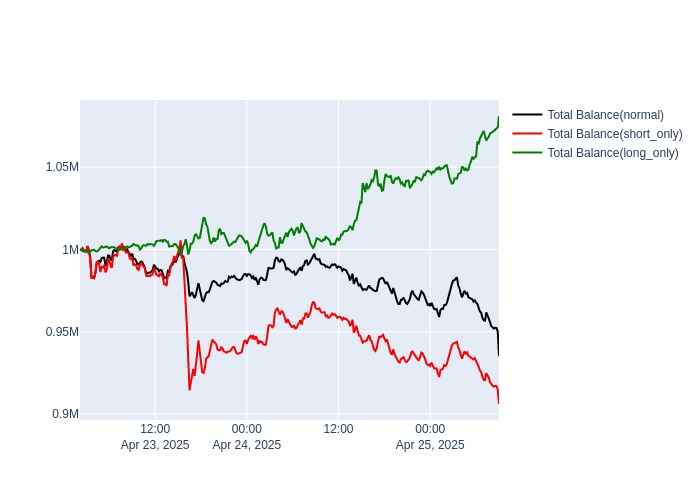 Total Balance(normal)
Total Balance(short_only)
Total Balance(long_only)
1.05M
1M
0.95M
0.9M
12:00
Apr 23, 2025
00:00
Apr 24, 2025
12:00
00:00
Apr 25, 2025